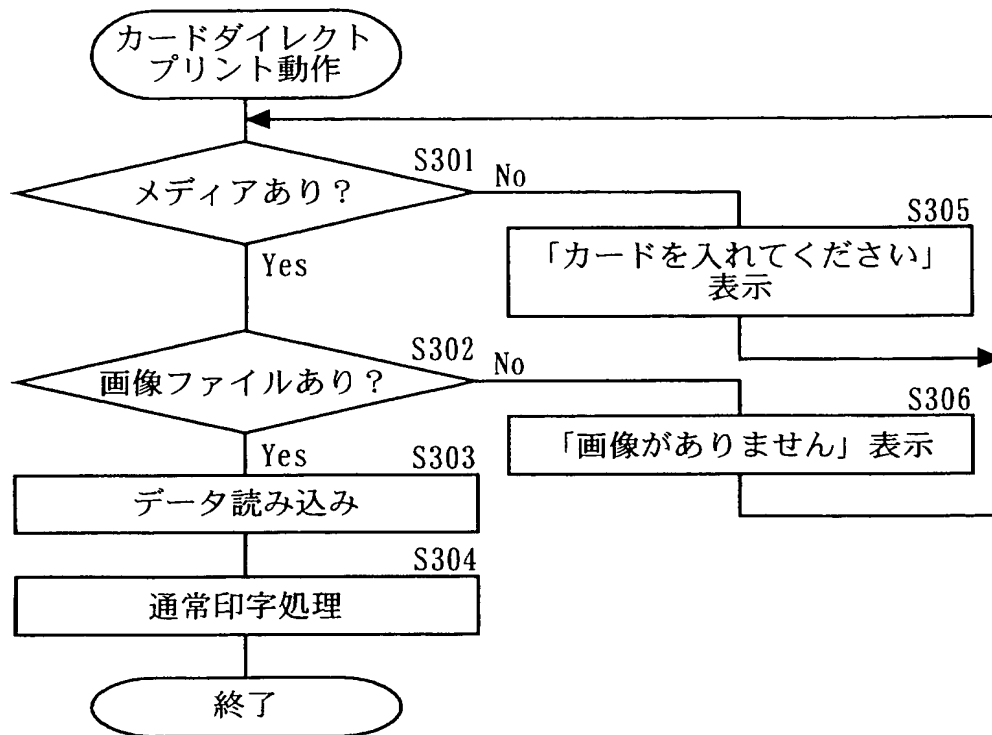 カードダイレクト
プリント動作
S301
メディアあり？
No
Yes
S305
「カードを入れてください」
表示
S302
画像ファイルあり？
No
Yes
S306
「画像がありません」表示
S303
データ読み込み
S304
通常印字処理
終了